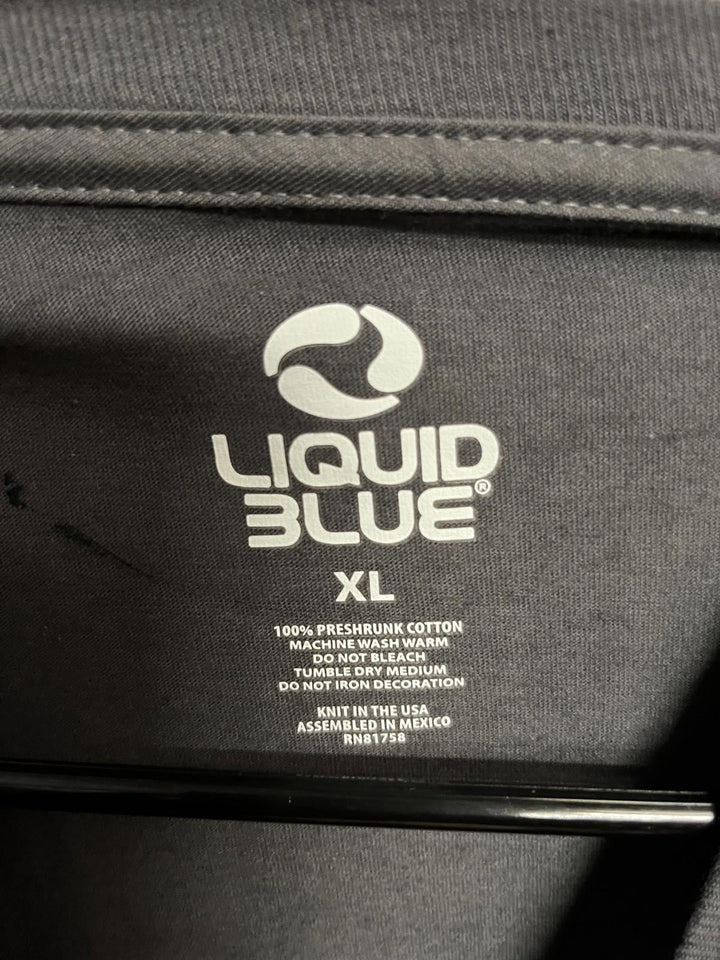 LIQUID
BLUE®
XL
100% PRESHRUNK COTTON
MACHINE WASH WARM
DO NOT BLEACH
TUMBLE DRY MEDIUM
DO NOT IRON DECORATION
KNIT IN THE USA
ASSEMBLED IN MEXICO
RN81758